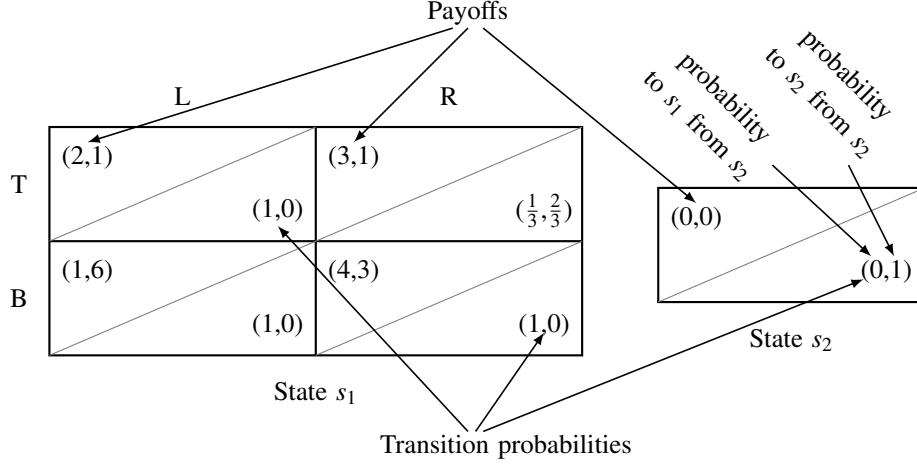 Payoffs
L
R
probability
to s₁ from s₂
probability
to s₂ from s₂
T
(2,1)
(1,0)
(3,1)
(1/3,2/3)
(0,0)
(0,1)
B
(1,6)
(1,0)
(4,3)
(1,0)
State s₁
State s₂
Transition probabilities